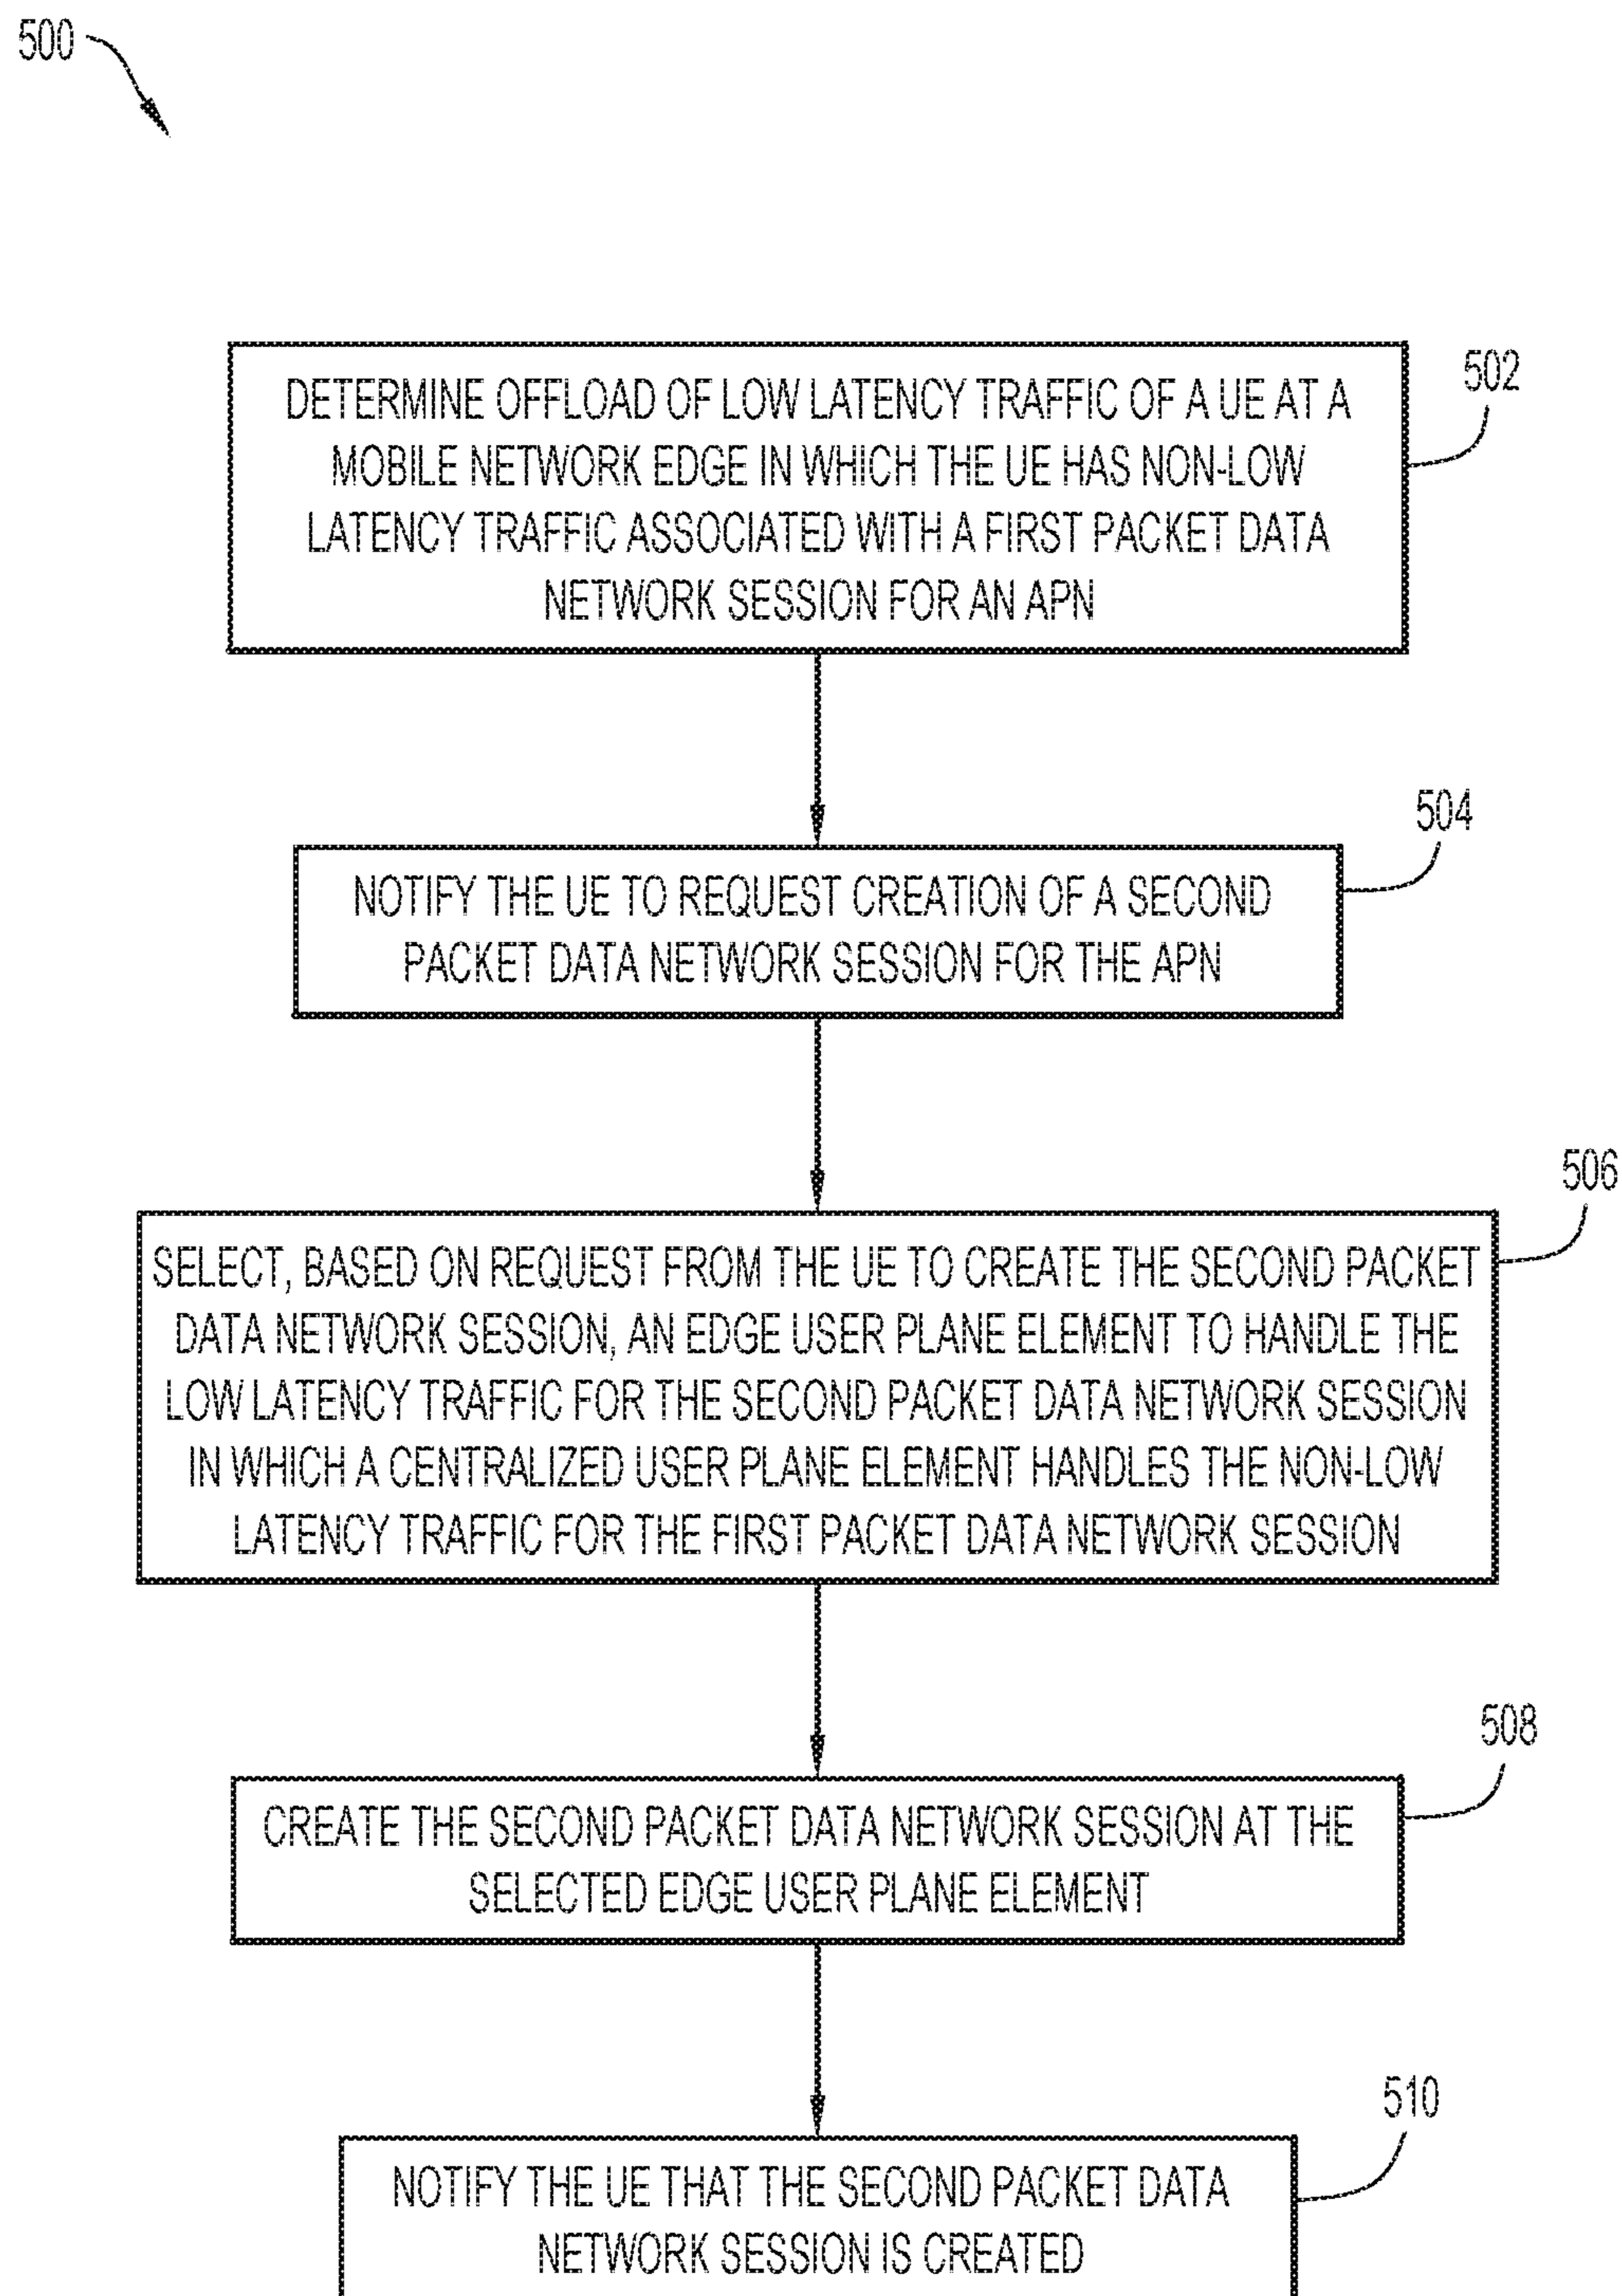 500
502
DETERMINE OFFLOAD OF LOW LATENCY TRAFFIC OF A UE AT A
MOBILE NETWORK EDGE IN WHICH THE UE HAS NON-LOW
LATENCY TRAFFIC ASSOCIATED WITH A FIRST PACKET DATA
NETWORK SESSION FOR AN APN
504
NOTIFY THE UE TO REQUEST CREATION OF A SECOND
PACKET DATA NETWORK SESSION FOR THE APN
506
SELECT, BASED ON REQUEST FROM THE UE TO CREATE THE SECOND PACKET
DATA NETWORK SESSION, AN EDGE USER PLANE ELEMENT TO HANDLE THE
LOW LATENCY TRAFFIC FOR THE SECOND PACKET DATA NETWORK SESSION
IN WHICH A CENTRALIZED USER PLANE ELEMENT HANDLES THE NON-LOW
LATENCY TRAFFIC FOR THE FIRST PACKET DATA NETWORK SESSION
508
CREATE THE SECOND PACKET DATA NETWORK SESSION AT THE
SELECTED EDGE USER PLANE ELEMENT
510
NOTIFY THE UE THAT THE SECOND PACKET DATA
NETWORK SESSION IS CREATED